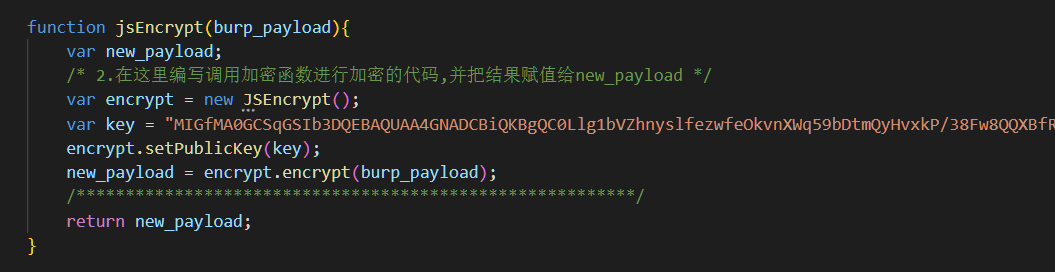 function jsEncrypt(burp_payload){
var new_payload;
/* 2.在这里编写调用加密函数进行加密的代码,并把结果赋值给new_payload */
var encrypt = new JSEncrypt();
var key = "MIGfMA0GCSqGSIb3DQEBAQUAA4GNADCBiQKBgQC0Llg1bVZhnyslfezwfeOkvnXWq59bDtmQyHvxkP/38Fw8QQXBfR
encrypt.setPublicKey(key);
new_payload = encrypt.encrypt(burp_payload);
/*********************************************************/
return new_payload;
}